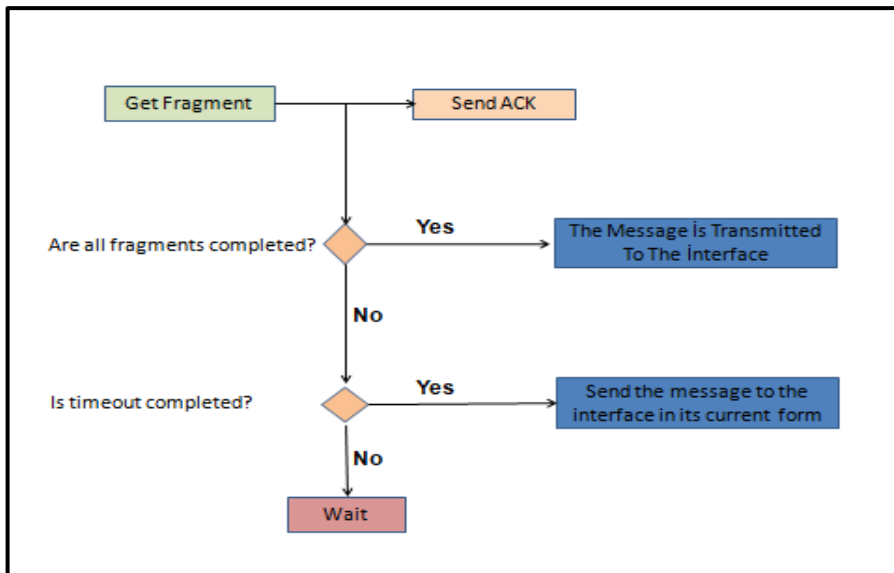 Get Fragment
Send ACK
Are all fragments completed?
Yes
The Message İs Transmitted
To The İnterface
No
Is timeout completed?
Yes
Send the message to the
interface in its current form
No
Wait